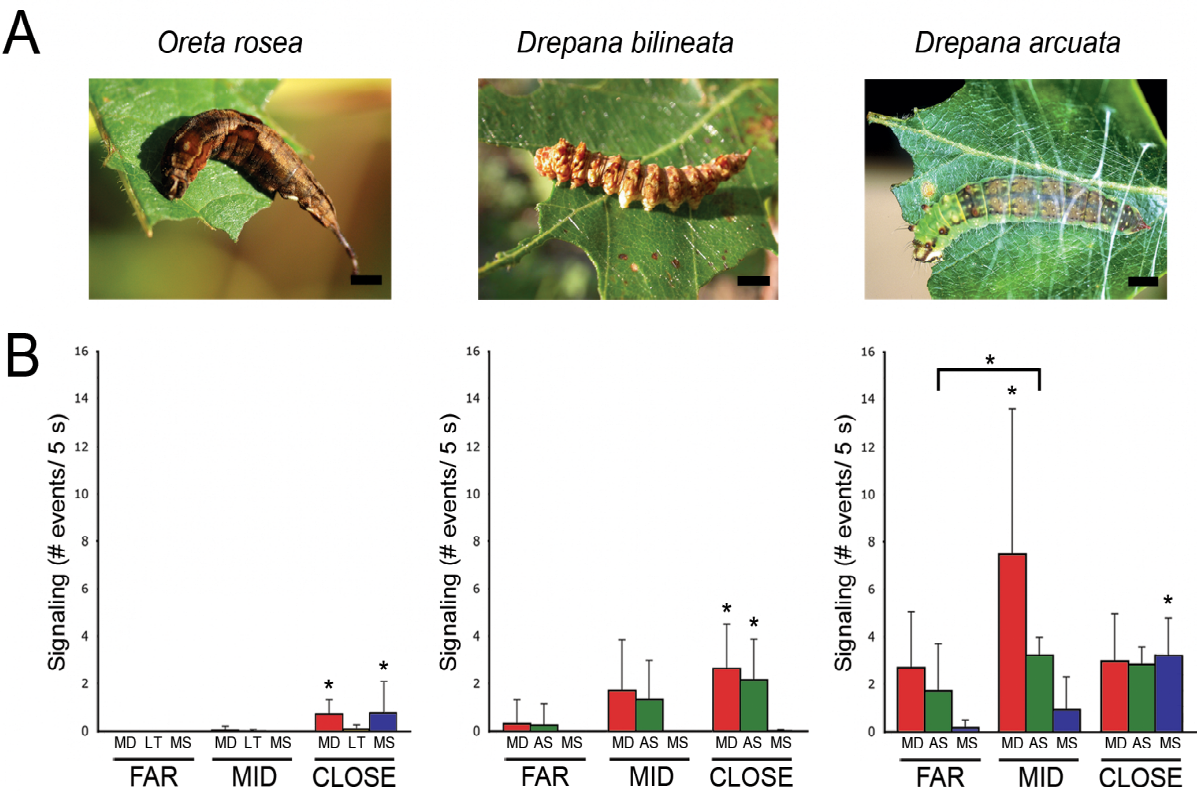 A
Oreta rosea
Drepana bilineata
Drepana arcuata
B
Signaling (# events/ 5 s)
16
14
12
10
8
6
4
2
0
* *
MD LT MS MD LT MS MD LT MS
FAR MID CLOSE
Signaling (# events/ 5 s)
16
14
12
10
8
6
4
2
0
* *
MD AS MS MD AS MS MD AS MS
FAR MID CLOSE
Signaling (# events/ 5 s)
16
14
12
10
8
6
4
2
0
*
*
*
MD AS MS MD AS MS MD AS MS
FAR MID CLOSE